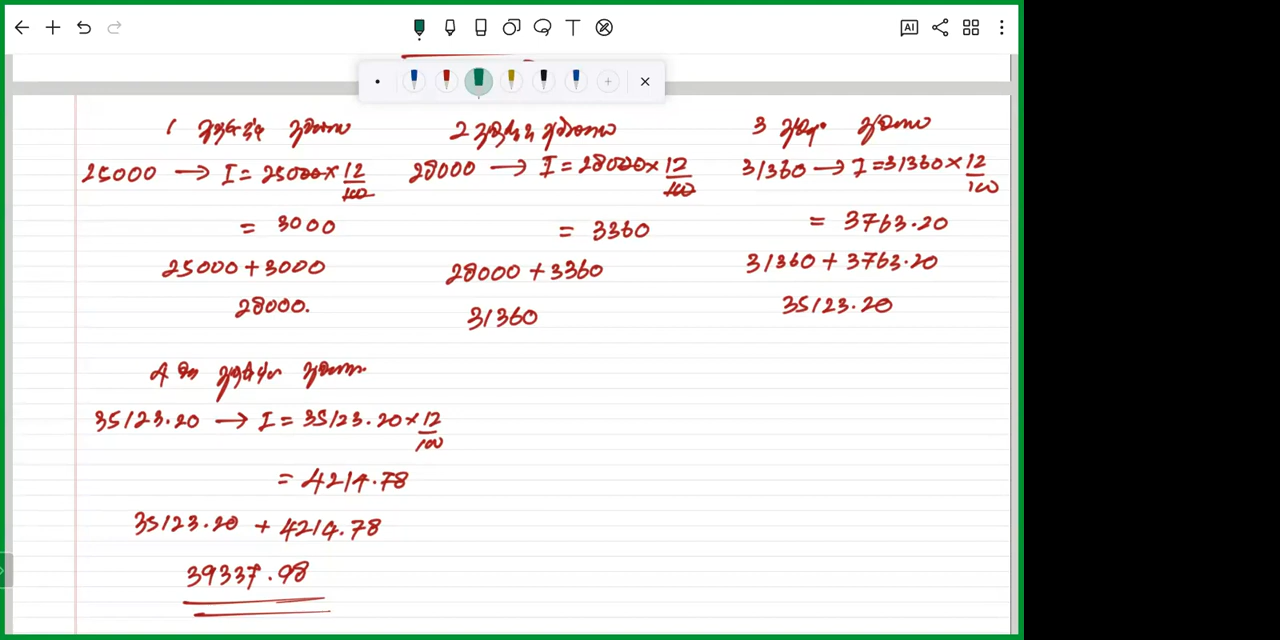 AI
T
25000 → I = 25000 × 12/100
= 3000
25000 + 3000
28000.
28000 → I = 28000 × 12/100
= 3360
28000 + 3360
31360
31360 → I = 31360 × 12/100
= 3763.20
31360 + 3763.20
35123.20
35123.20 → I = 35123.20 × 12/100
= 4214.78
35123.20 + 4214.78
39337.98